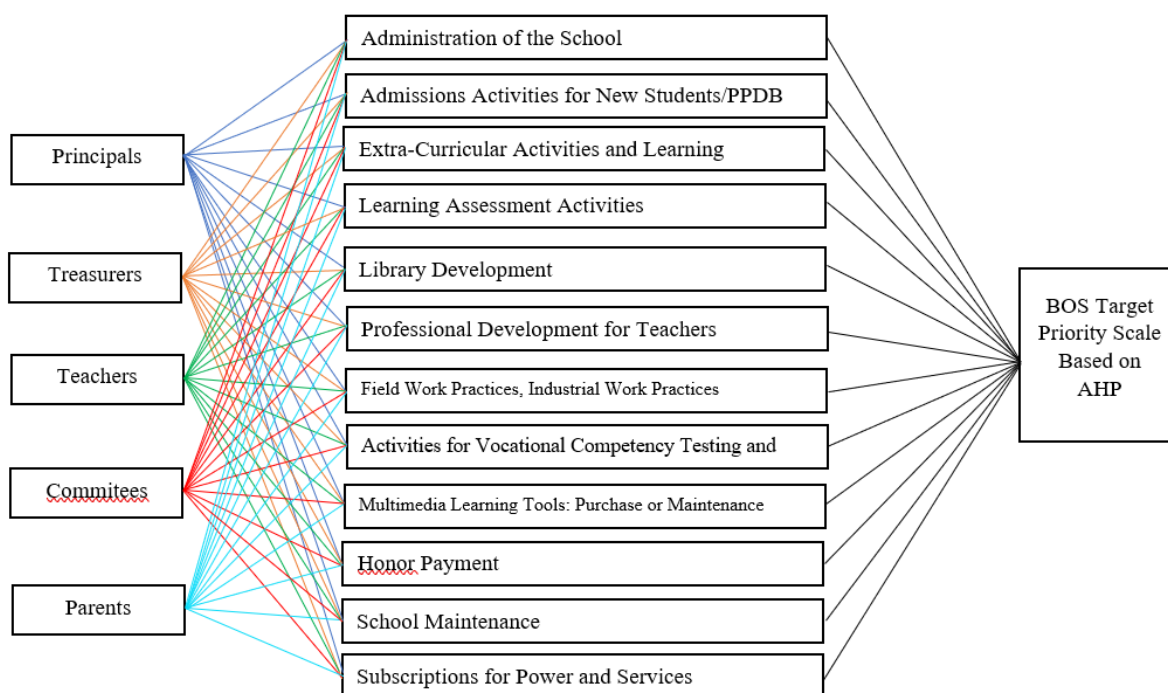 Principals
Treasurers
Teachers
Commitees
Parents
Administration of the School
Admissions Activities for New Students/PPDB
Extra-Curricular Activities and Learning
Learning Assessment Activities
Library Development
Professional Development for Teachers
Field Work Practices, Industrial Work Practices
Activities for Vocational Competency Testing and
Multimedia Learning Tools: Purchase or Maintenance
Honor Payment
School Maintenance
Subscriptions for Power and Services
BOS Target
Priority Scale
Based on
AHP